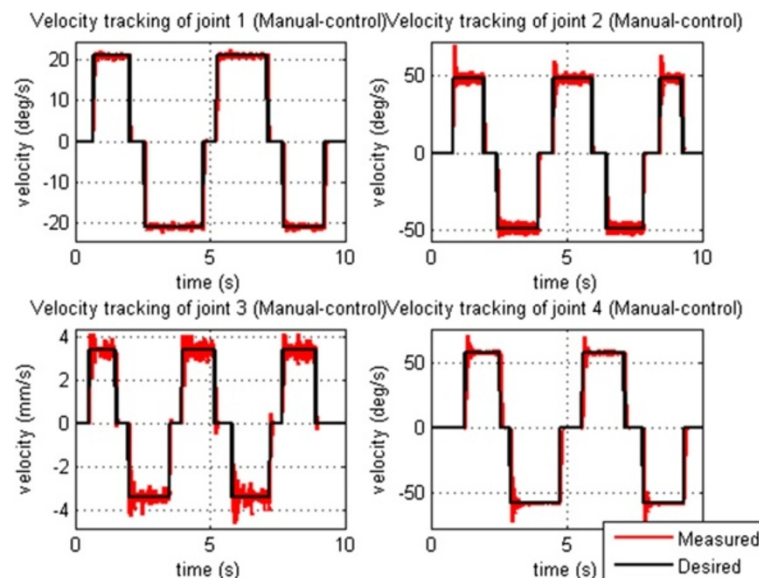 Velocity tracking of joint 1 (Manual-control)
velocity (deg/s)
20
10
0
-10
-20
0
5
10
time (s)
Velocity tracking of joint 2 (Manual-control)
velocity (deg/s)
50
0
-50
0
5
10
time (s)
Velocity tracking of joint 3 (Manual-control)
velocity (mm/s)
4
2
0
-2
-4
0
5
10
time (s)
Velocity tracking of joint 4 (Manual-control)
velocity (deg/s)
50
0
-50
0
5
time (s)
Measured
Desired